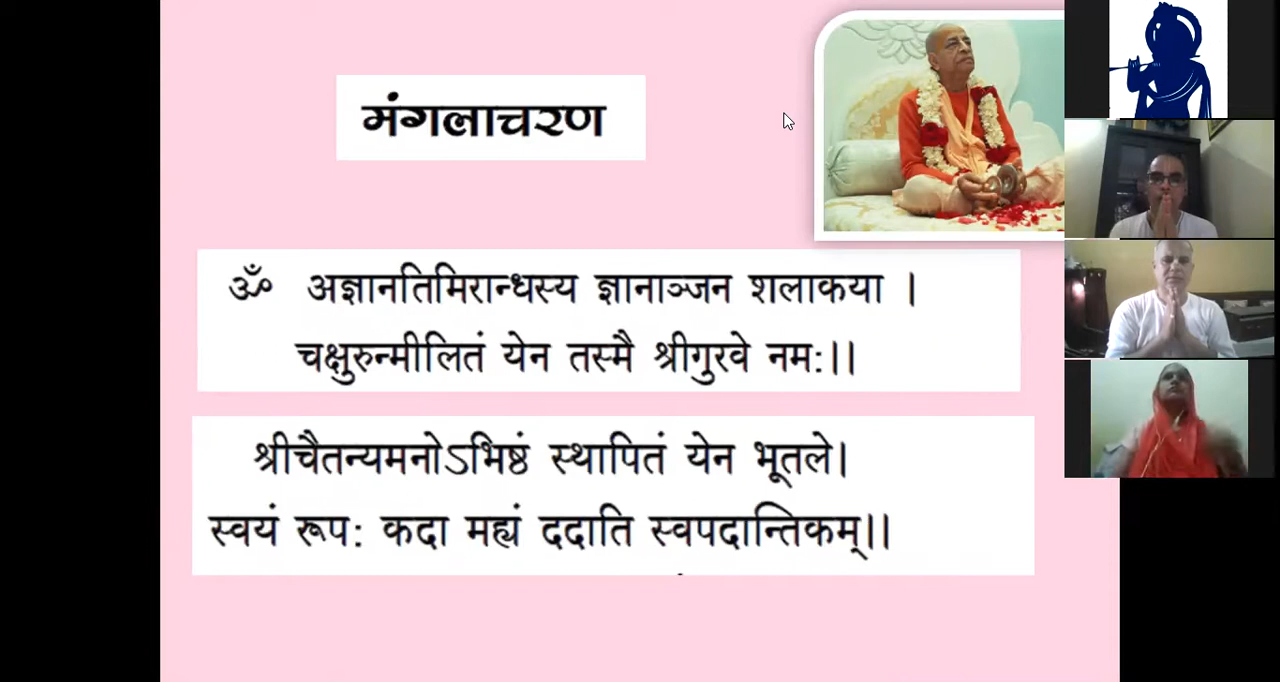 मंगलाचरण
ॐ अज्ञानतिमिरान्धस्य ज्ञानाञ्जन शलाकया ।
चक्षुरुन्मीलितं येन तस्मै श्रीगुरवे नमः।।
श्रीचैतन्यमनोऽभिष्ठं स्थापितं येन भूतले।
स्वयं रूपः कदा मह्यं ददाति स्वपदान्तिकम्।।